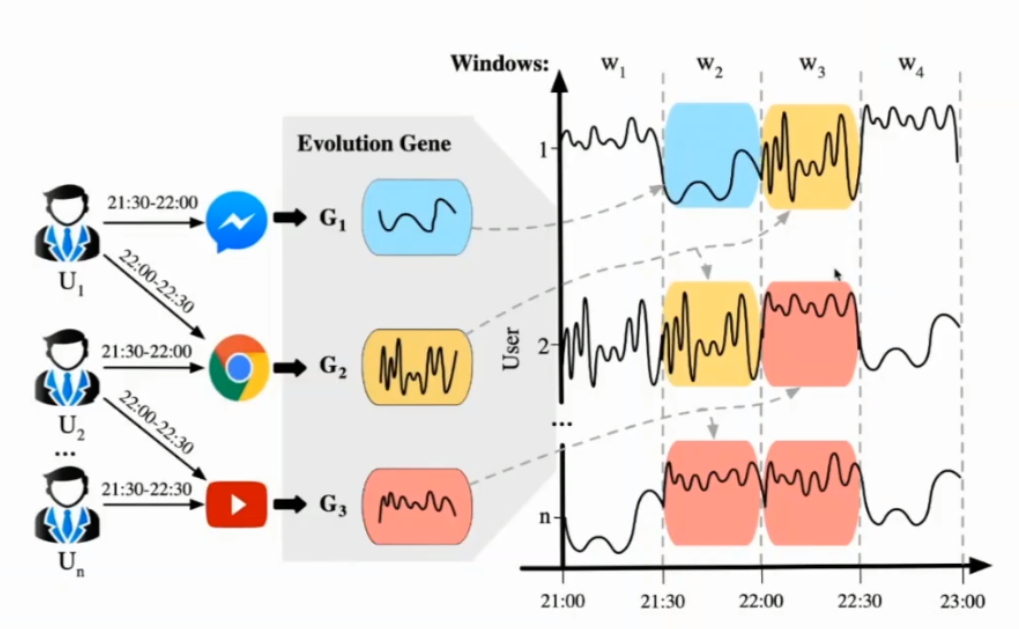 Windows: w1 w2 w3 w4
Evolution Gene
1
21:30-22:00
G1
U1
22:00-22:30
User
2
21:30-22:00
G2
U2
22:00-22:30
...
...
21:30-22:30
G3
n
Un
21:00 21:30 22:00 22:30 23:00